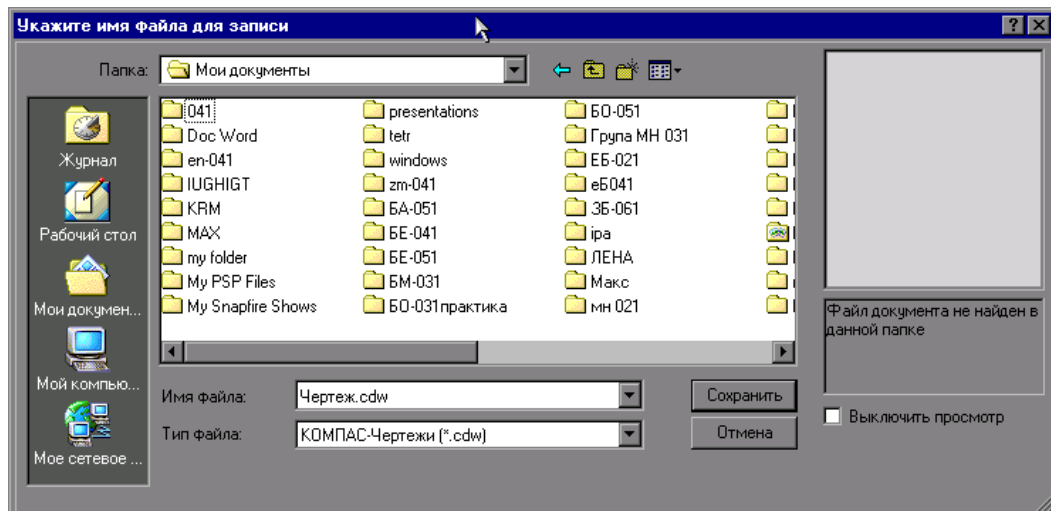 Укажите имя файла для записи
Папка: Мои документы
Журнал
Рабочий стол
Мои докумен...
Мой компью...
Мое сетевое ...
041
Doc Word
en-041
IUGHIGT
KRM
MAX
my folder
My PSP Files
My Snapfire Shows
presentations
tetr
windows
zm-041
БА-051
БЕ-041
БЕ-051
БМ-031
БО-031практика
БО-051
Група МН 031
ЕБ-021
еБ041
ЗБ-061
іра
ЛЕНА
Макс
мн 021
Файл документа не найден в
данной папке
Имя файла: Чертеж.cdw Сохранить
Тип файла: КОМПАС-Чертежи (*.cdw) Отмена
Выключить просмотр